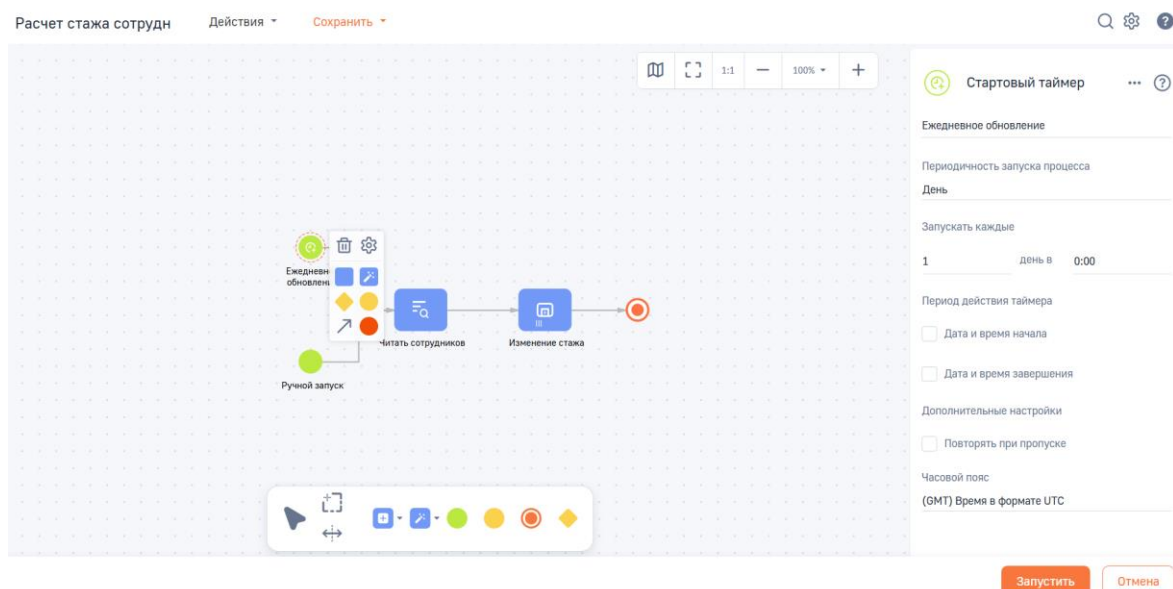 Расчет стажа сотрудн
Действия
Сохранить
1:1
100%
Ежедневн
обновлен
Читать сотрудников
Изменение стажа
Ручной запуск
Стартовый таймер
Ежедневное обновление
Периодичность запуска процесса
День
Запускать каждые
1 день в 0:00
Период действия таймера
Дата и время начала
Дата и время завершения
Дополнительные настройки
Повторять при пропуске
Часовой пояс
(GMT) Время в формате UTC
Запустить
Отмена